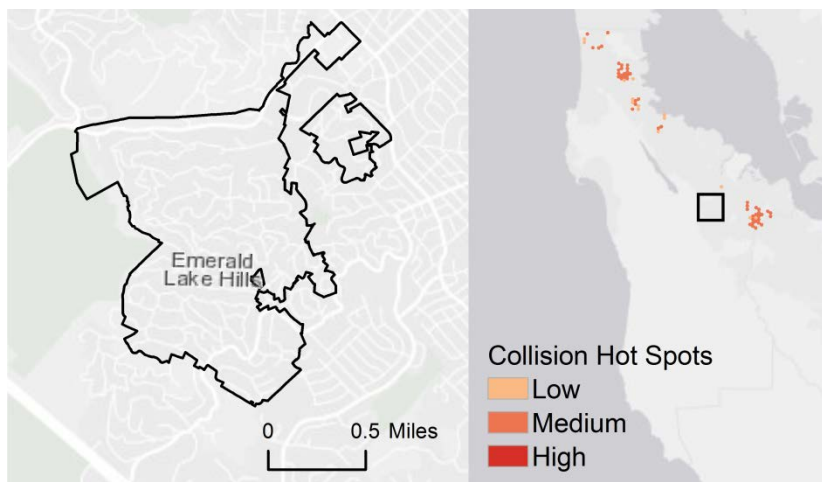 Emerald
Lake Hills
0 0.5 Miles
Collision Hot Spots
Low
Medium
High